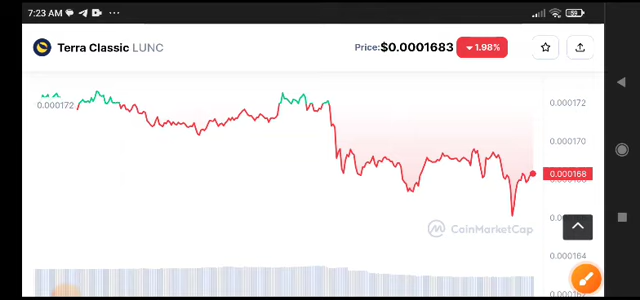 7:23 AM
Terra Classic LUNC
Price:$0.0001683
1.98%
0.000172
0.000172
0.000170
0.000168
CoinMarketCap
0.000164